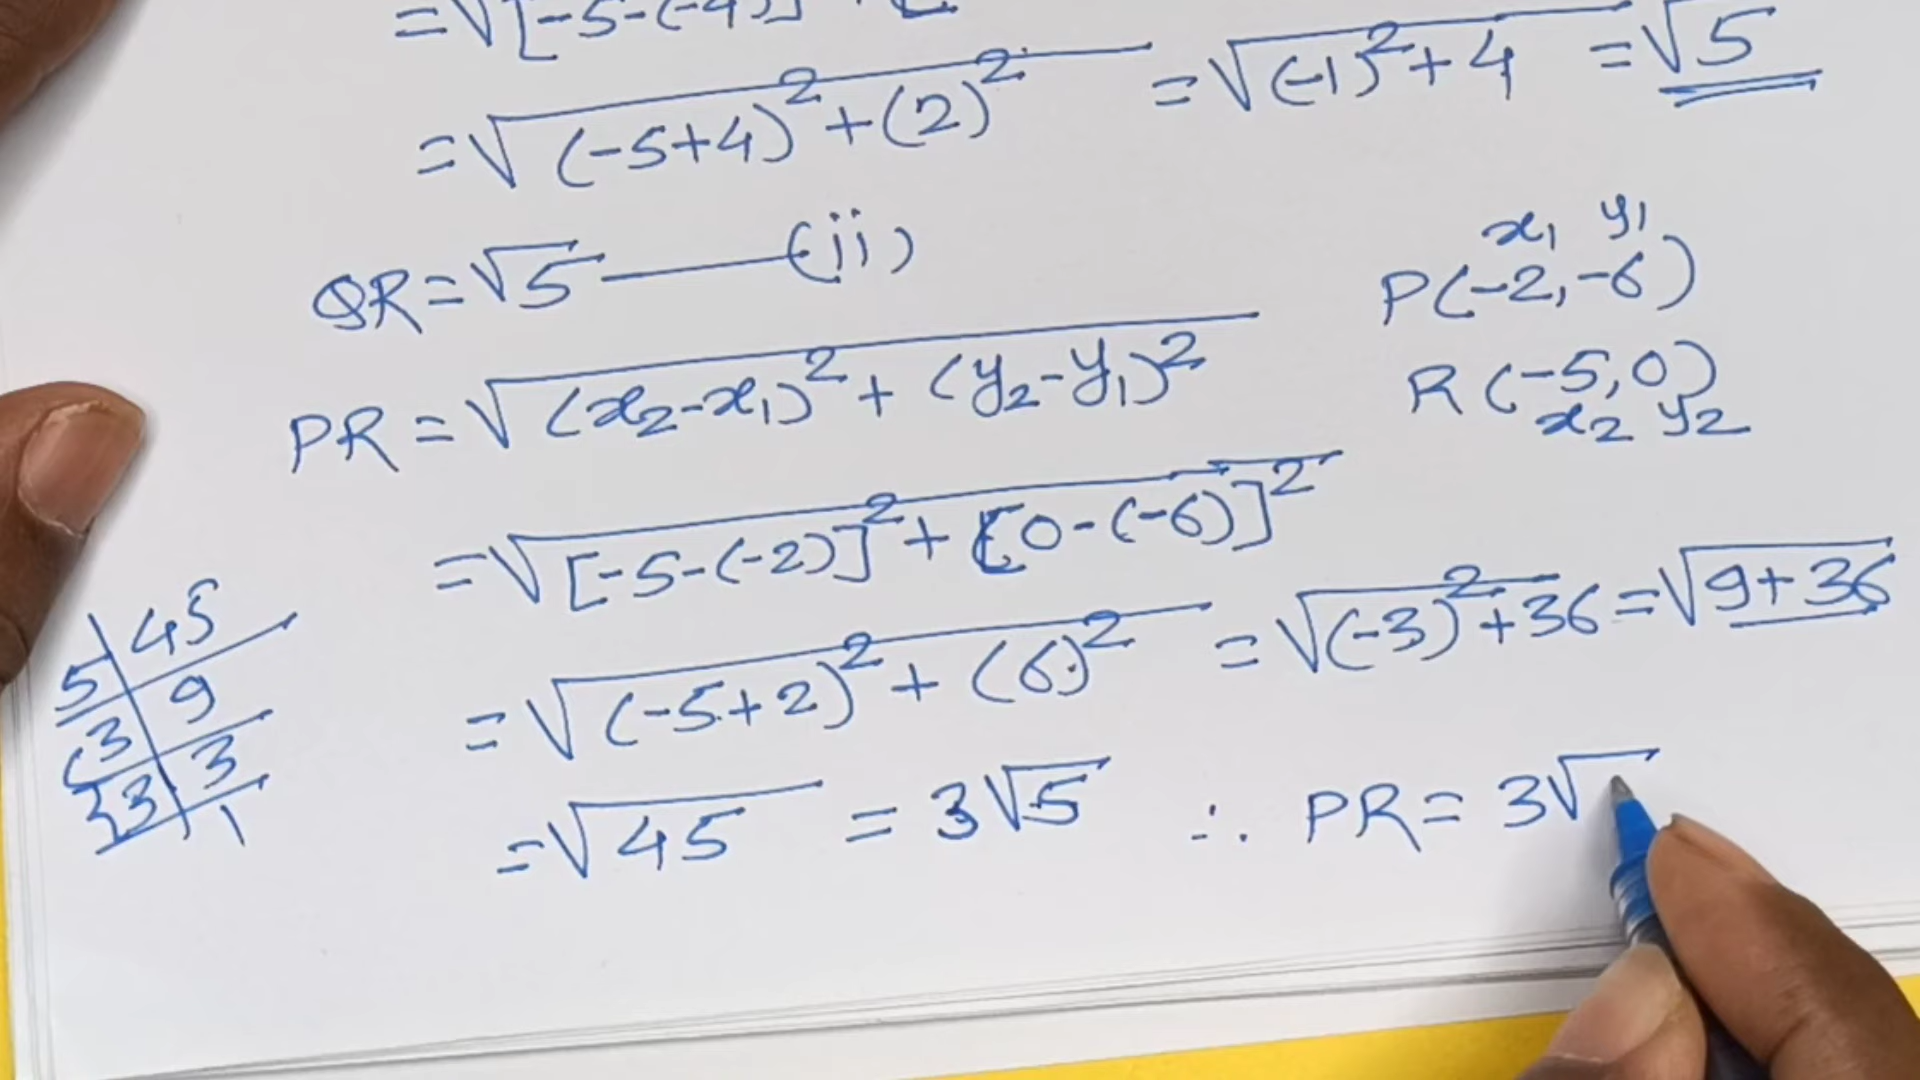 =√[-5-(-4)]
=√(-5+4)²+(2)² =√(-1)²+4 =√5
QR=√5——(ii)
x₁ y₁
P(-2,-6)
PR=√(x₂-x₁)²+(y₂-y₁)²
R(-5,0)
x₂ y₂
=√[-5-(-2)]²+[0-(-6)]²
=√(-5+2)²+(6)² =√(-3)²+36=√9+36
=√45 = 3√5 ∴ PR=3√
45
5 9
3 3
3 1